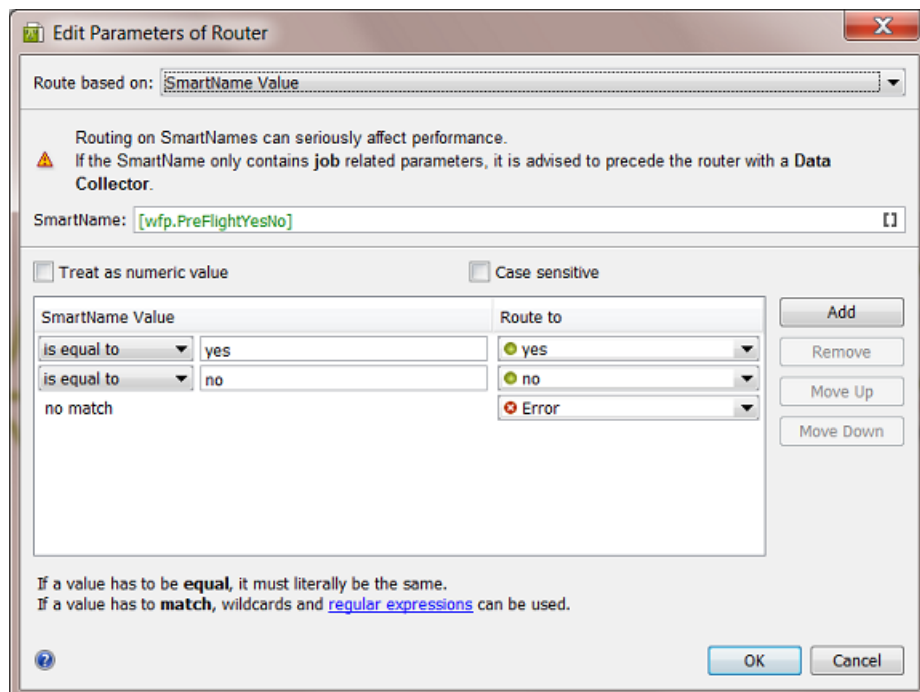 Edit Parameters of Router
Route based on: SmartName Value
Routing on SmartNames can seriously affect performance.
If the SmartName only contains job related parameters, it is advised to precede the router with a Data
Collector.
SmartName: [wfp.PreFlightYesNo] []
Treat as numeric value Case sensitive
SmartName Value Route to Add
is equal to yes yes Remove
is equal to no no Move Up
no match Error
Move Down
If a value has to be equal, it must literally be the same.
If a value has to match, wildcards and regular expressions can be used.
OK Cancel